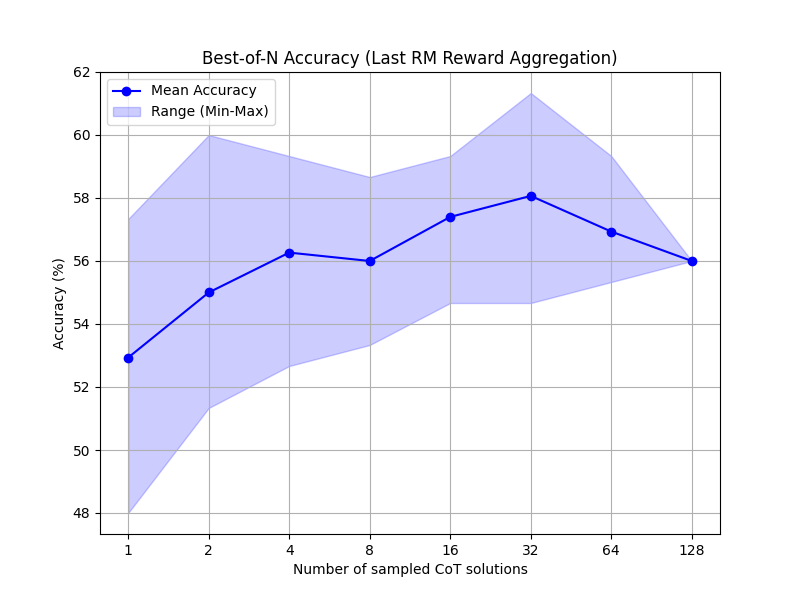 Best-of-N Accuracy (Last RM Reward Aggregation)
Mean Accuracy
Range (Min-Max)
Accuracy (%)
62
60
58
56
54
52
50
48
1 2 4 8 16 32 64 128
Number of sampled CoT solutions